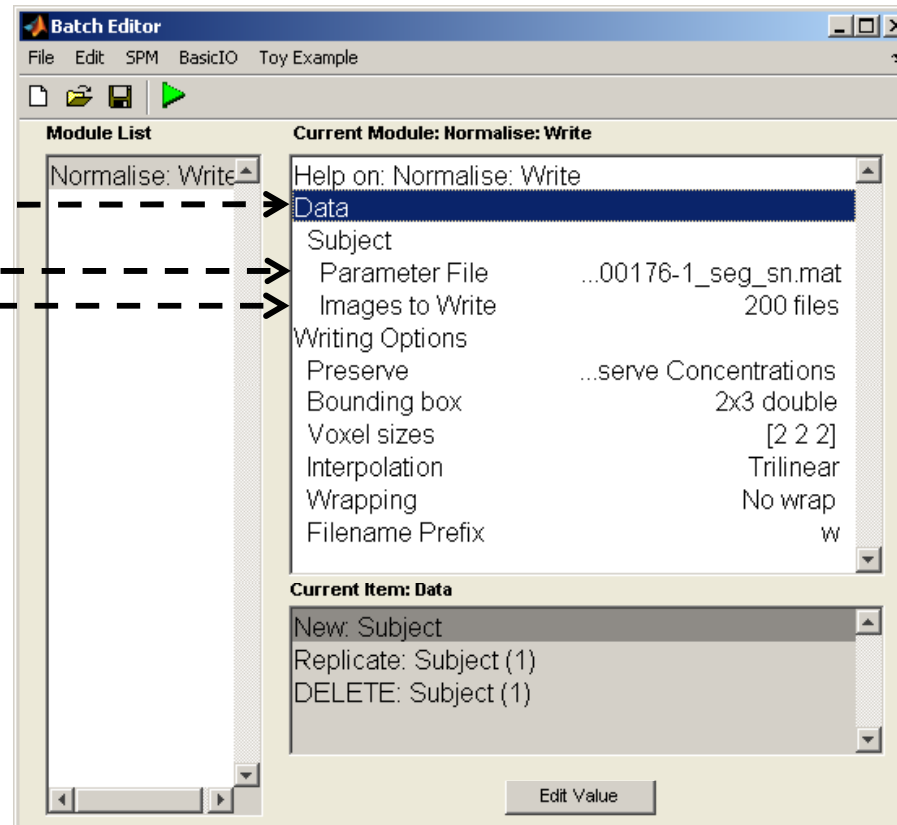 Batch Editor
File Edit SPM BasicIO Toy Example
Module List
Normalise: Write
Current Module: Normalise: Write
Help on: Normalise: Write
Data
Subject
Parameter File ...00176-1_seg_sn.mat
Images to Write 200 files
Writing Options
Preserve ...serve Concentrations
Bounding box 2x3 double
Voxel sizes [2 2 2]
Interpolation Trilinear
Wrapping No wrap
Filename Prefix w
Current Item: Data
New: Subject
Replicate: Subject (1)
DELETE: Subject (1)
Edit Value